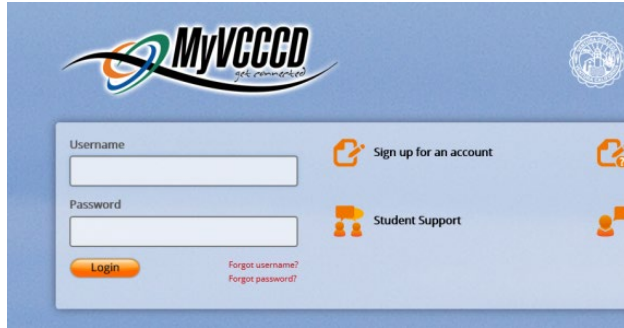 MyVCCCD
get connected
Username
Sign up for an account
Password
Student Support
Login
Forgot username?
Forgot password?